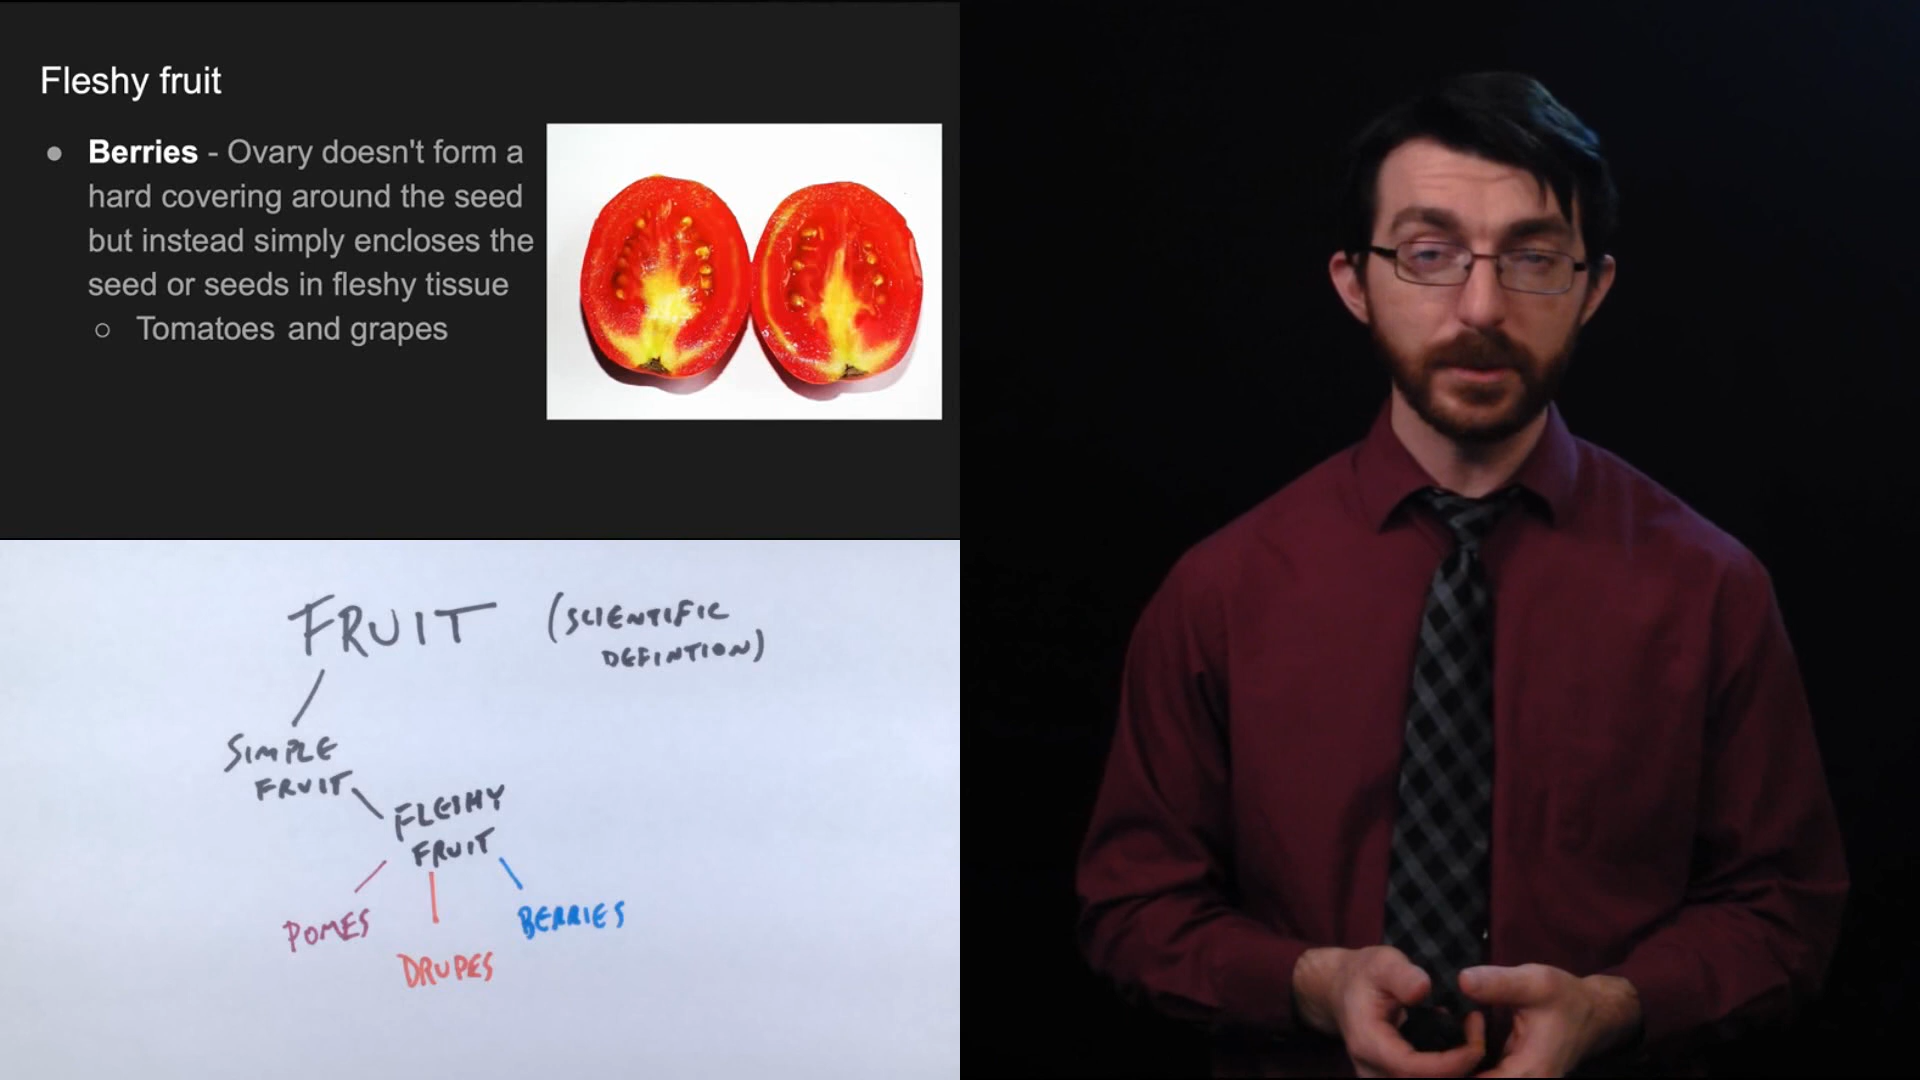 Fleshy fruit
● Berries - Ovary doesn't form a
hard covering around the seed
but instead simply encloses the
seed or seeds in fleshy tissue
○ Tomatoes and grapes
FRUIT (SCIENTIFIC
DEFINTION)
SIMPLE
FRUIT
FLESHY
FRUIT
POMES
BERRIES
DRUPES